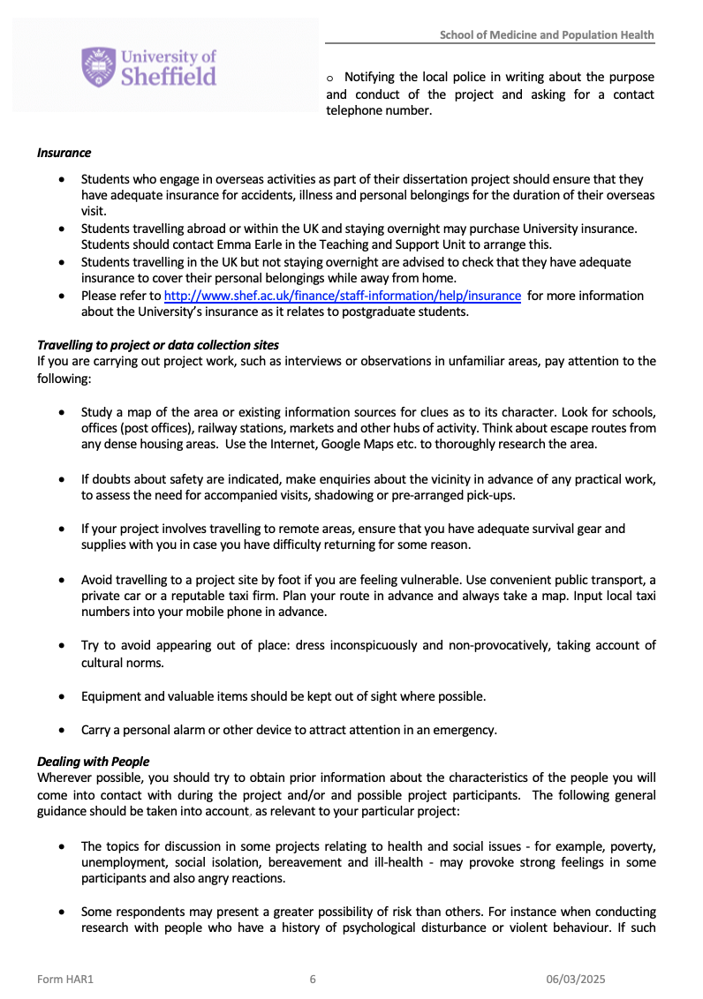 School of Medicine and Population Health
University of
Sheffield
o Notifying the local police in writing about the purpose
and conduct of the project and asking for a contact
telephone number.
Insurance
• Students who engage in overseas activities as part of their dissertation project should ensure that they
have adequate insurance for accidents, illness and personal belongings for the duration of their overseas
visit.
• Students travelling abroad or within the UK and staying overnight may purchase University insurance.
Students should contact Emma Earle in the Teaching and Support Unit to arrange this.
• Students travelling in the UK but not staying overnight are advised to check that they have adequate
insurance to cover their personal belongings while away from home.
• Please refer to http://www.shef.ac.uk/finance/staff-information/help/insurance for more information
about the University's insurance as it relates to postgraduate students.
Travelling to project or data collection sites
If you are carrying out project work, such as interviews or observations in unfamiliar areas, pay attention to the
following:
• Study a map of the area or existing information sources for clues as to its character. Look for schools,
offices (post offices), railway stations, markets and other hubs of activity. Think about escape routes from
any dense housing areas. Use the Internet, Google Maps etc. to thoroughly research the area.
• If doubts about safety are indicated, make enquiries about the vicinity in advance of any practical work,
to assess the need for accompanied visits, shadowing or pre-arranged pick-ups.
• If your project involves travelling to remote areas, ensure that you have adequate survival gear and
supplies with you in case you have difficulty returning for some reason.
• Avoid travelling to a project site by foot if you are feeling vulnerable. Use convenient public transport, a
private car or a reputable taxi firm. Plan your route in advance and always take a map. Input local taxi
numbers into your mobile phone in advance.
• Try to avoid appearing out of place: dress inconspicuously and non-provocatively, taking account of
cultural norms.
• Equipment and valuable items should be kept out of sight where possible.
• Carry a personal alarm or other device to attract attention in an emergency.
Dealing with People
Wherever possible, you should try to obtain prior information about the characteristics of the people you will
come into contact with during the project and/or and possible project participants. The following general
guidance should be taken into account, as relevant to your particular project:
• The topics for discussion in some projects relating to health and social issues - for example, poverty,
unemployment, social isolation, bereavement and ill-health - may provoke strong feelings in some
participants and also angry reactions.
• Some respondents may present a greater possibility of risk than others. For instance when conducting
research with people who have a history of psychological disturbance or violent behaviour. If such
Form HAR1 6 06/03/2025